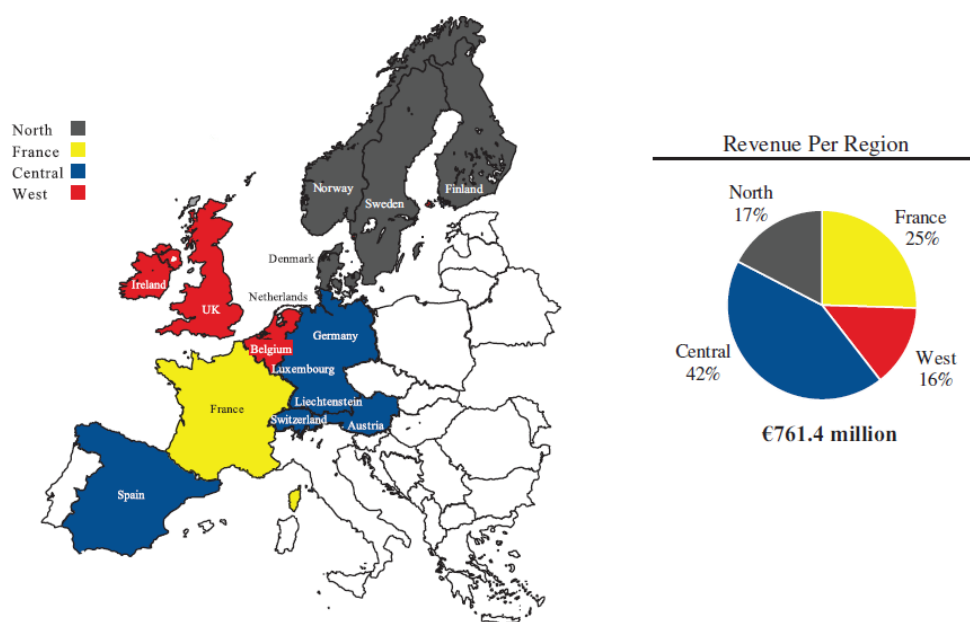 North
France
Central
West
Norway
Sweden
Finland
Denmark
Netherlands
Ireland
UK
Belgium
Germany
Luxembourg
Liechtenstein
Switzerland
Austria
France
Spain
Revenue Per Region
North
17%
France
25%
Central
42%
West
16%
€761.4 million